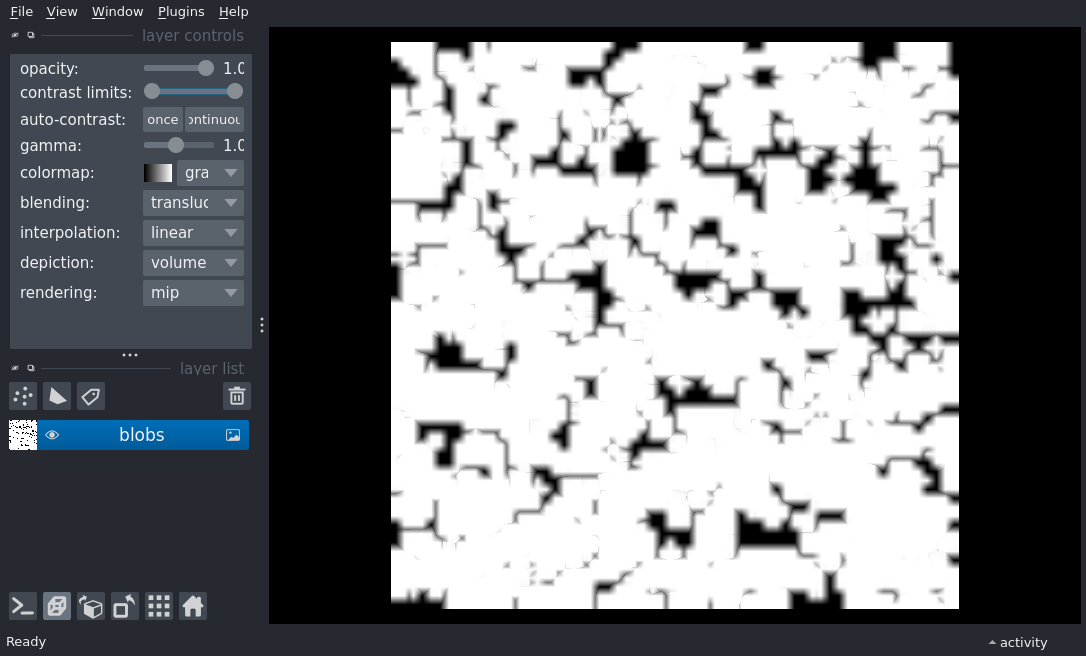 File View Window Plugins Help
layer controls
opacity: 1.0
contrast limits:
auto-contrast: once ontinuou
gamma: 1.0
colormap: gra
blending: transluc
interpolation: linear
depiction: volume
rendering: mip
layer list
blobs
Ready activity